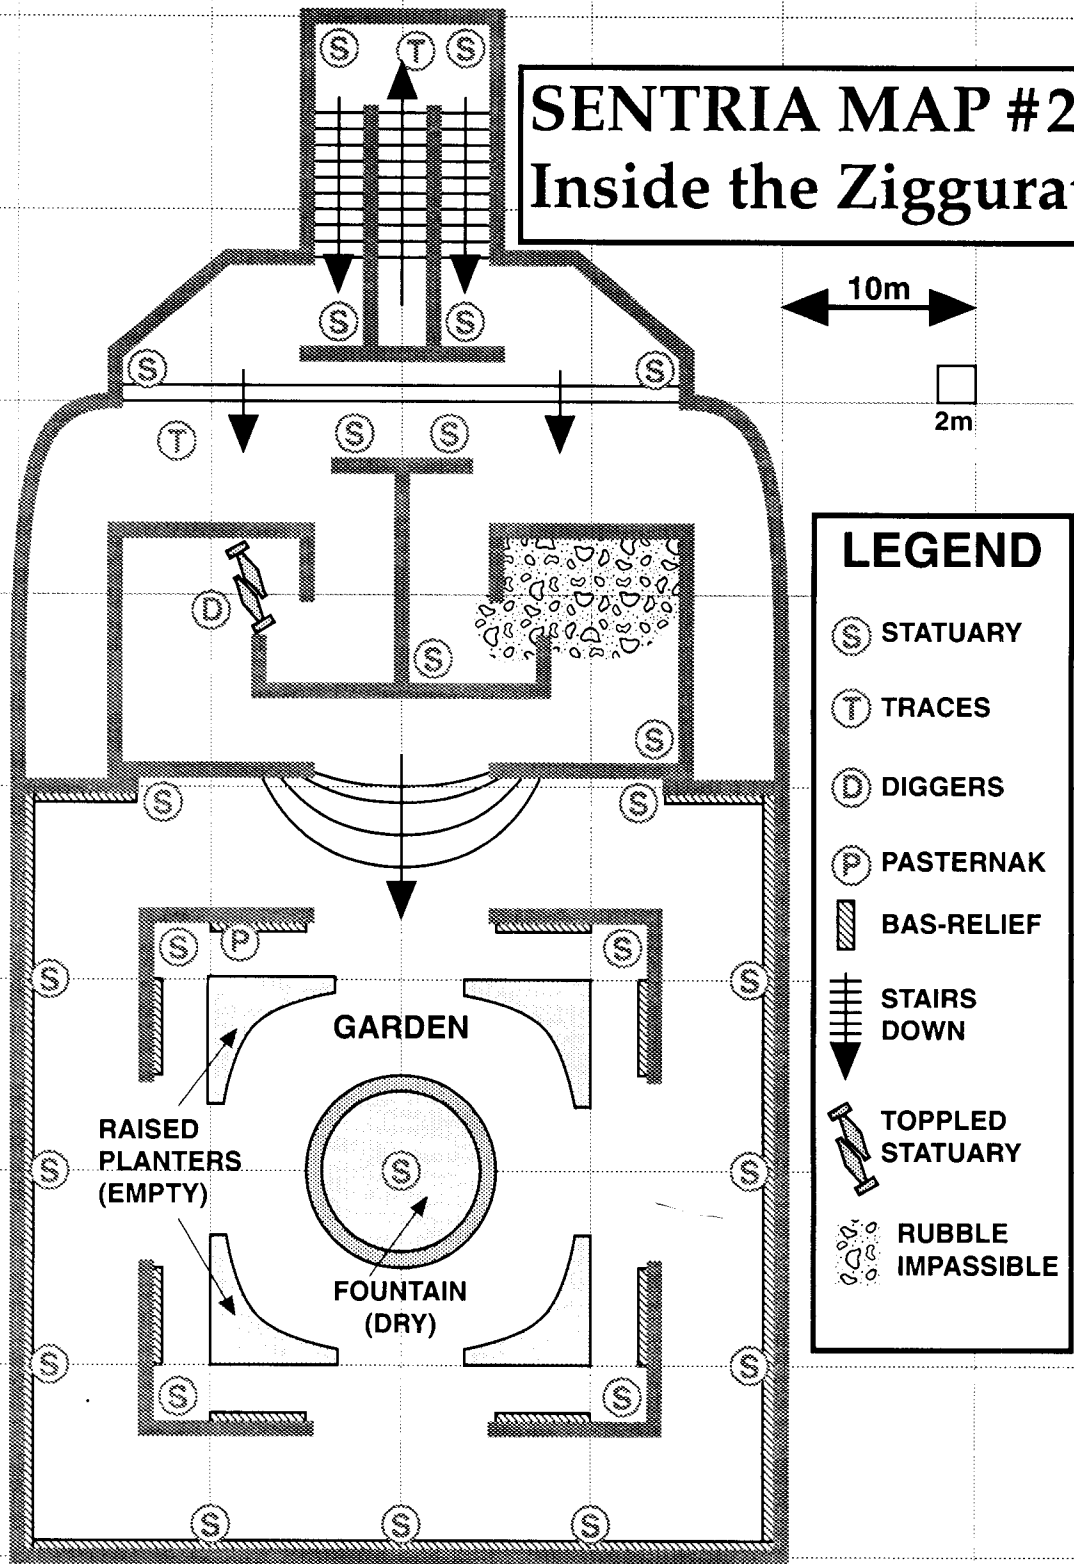 S T S
SENTRIA MAP #2
Inside the Ziggurat
10m
S S
S S
2m
T S S
LEGEND
D
S STATUARY
S
T TRACES
S
D DIGGERS
S S
P PASTERNAK
BAS-RELIEF
S P S
S S
STAIRS
DOWN
GARDEN
RAISED
PLANTERS
(EMPTY)
TOPPLED
STATUARY
S S S
RUBBLE
IMPASSIBLE
FOUNTAIN
(DRY)
S S
S S
S S S